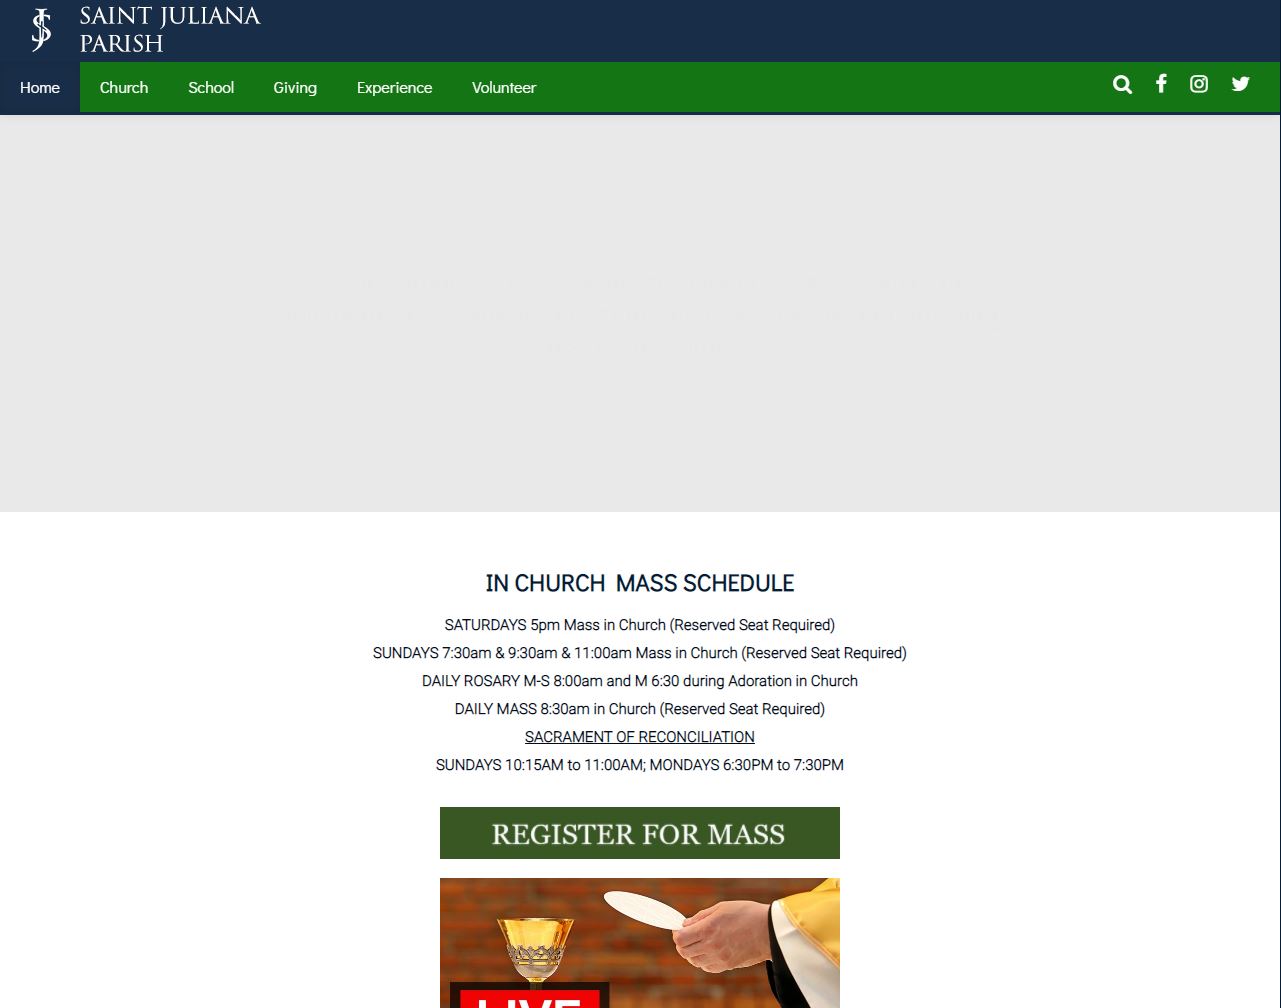 SAINT JULIANA
PARISH
Home Church School Giving Experience Volunteer
IN CHURCH MASS SCHEDULE
SATURDAYS 5pm Mass in Church (Reserved Seat Required)
SUNDAYS 7:30am & 9:30am & 11:00am Mass in Church (Reserved Seat Required)
DAILY ROSARY M-S 8:00am and M 6:30 during Adoration in Church
DAILY MASS 8:30am in Church (Reserved Seat Required)
SACRAMENT OF RECONCILIATION
SUNDAYS 10:15AM to 11:00AM; MONDAYS 6:30PM to 7:30PM
REGISTER FOR MASS
LIVE